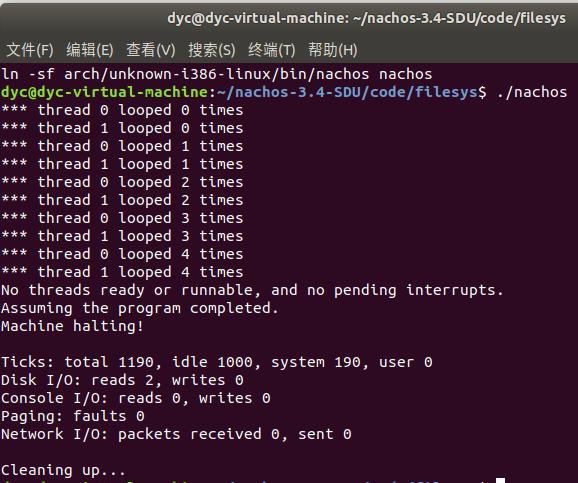 dyc@dyc-virtual-machine: ~/nachos-3.4-SDU/code/filesys
文件(F) 编辑(E) 查看(V) 搜索(S) 终端(T) 帮助(H)
ln -sf arch/unknown-i386-linux/bin/nachos nachos
dyc@dyc-virtual-machine:~/nachos-3.4-SDU/code/filesys$ ./nachos
*** thread 0 looped 0 times
*** thread 1 looped 0 times
*** thread 0 looped 1 times
*** thread 1 looped 1 times
*** thread 0 looped 2 times
*** thread 1 looped 2 times
*** thread 0 looped 3 times
*** thread 1 looped 3 times
*** thread 0 looped 4 times
*** thread 1 looped 4 times
No threads ready or runnable, and no pending interrupts.
Assuming the program completed.
Machine halting!
Ticks: total 1190, idle 1000, system 190, user 0
Disk I/O: reads 2, writes 0
Console I/O: reads 0, writes 0
Paging: faults 0
Network I/O: packets received 0, sent 0
Cleaning up...